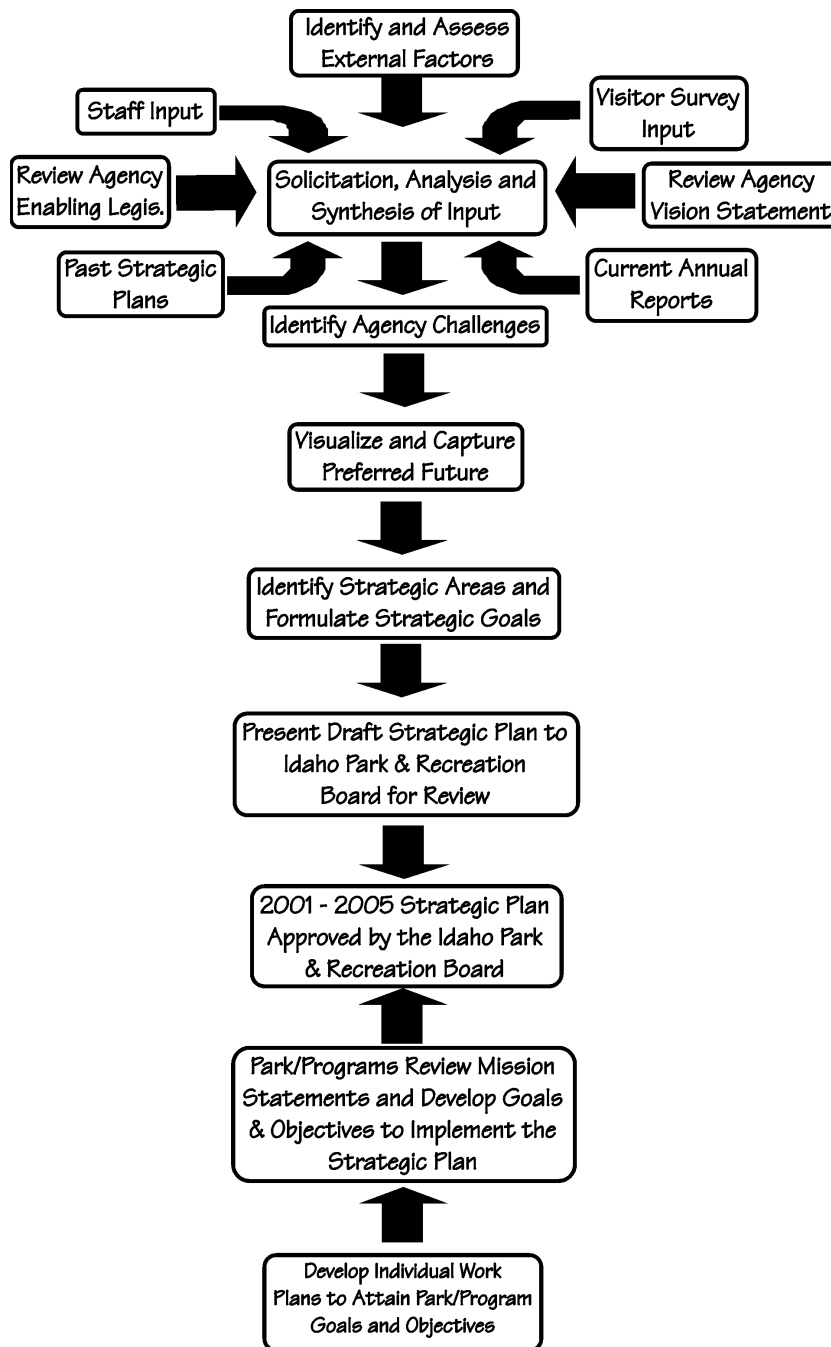 Identify and Assess
External Factors
Staff Input
Visitor Survey
Input
Review Agency
Enabling Legis.
Solicitation, Analysis and
Synthesis of Input
Review Agency
Vision Statement
Past Strategic
Plans
Current Annual
Reports
Identify Agency Challenges
Visualize and Capture
Preferred Future
Identify Strategic Areas and
Formulate Strategic Goals
Present Draft Strategic Plan to
Idaho Park & Recreation
Board for Review
2001 - 2005 Strategic Plan
Approved by the Idaho Park
& Recreation Board
Park/Programs Review Mission
Statements and Develop Goals
& Objectives to Implement the
Strategic Plan
Develop Individual Work
Plans to Attain Park/Program
Goals and Objectives